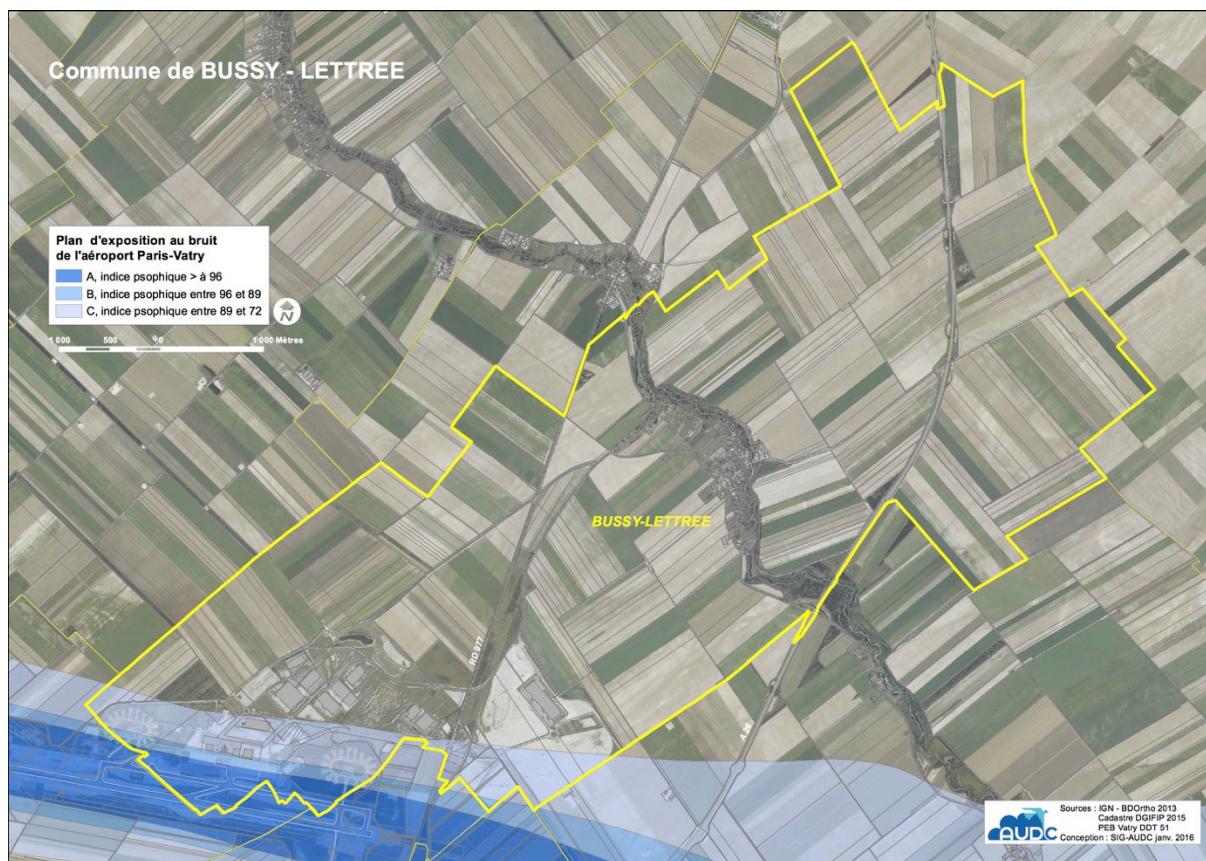 Commune de BUSSY - LETTREE
Plan d'exposition au bruit
de l'aéroport Paris-Vatry
A, indice psophique > à 96
B, indice psophique entre 96 et 89
C, indice psophique entre 89 et 72
N
1 000 500 0 1 000 Mètres
BUSSY-LETTREE
RD 977
A 26
AUDC
Sources : IGN - BDOrtho 2013
Cadastre DGIFIP 2015
PEB Vatry DDT 51
Conception : SIG-AUDC janv. 2016